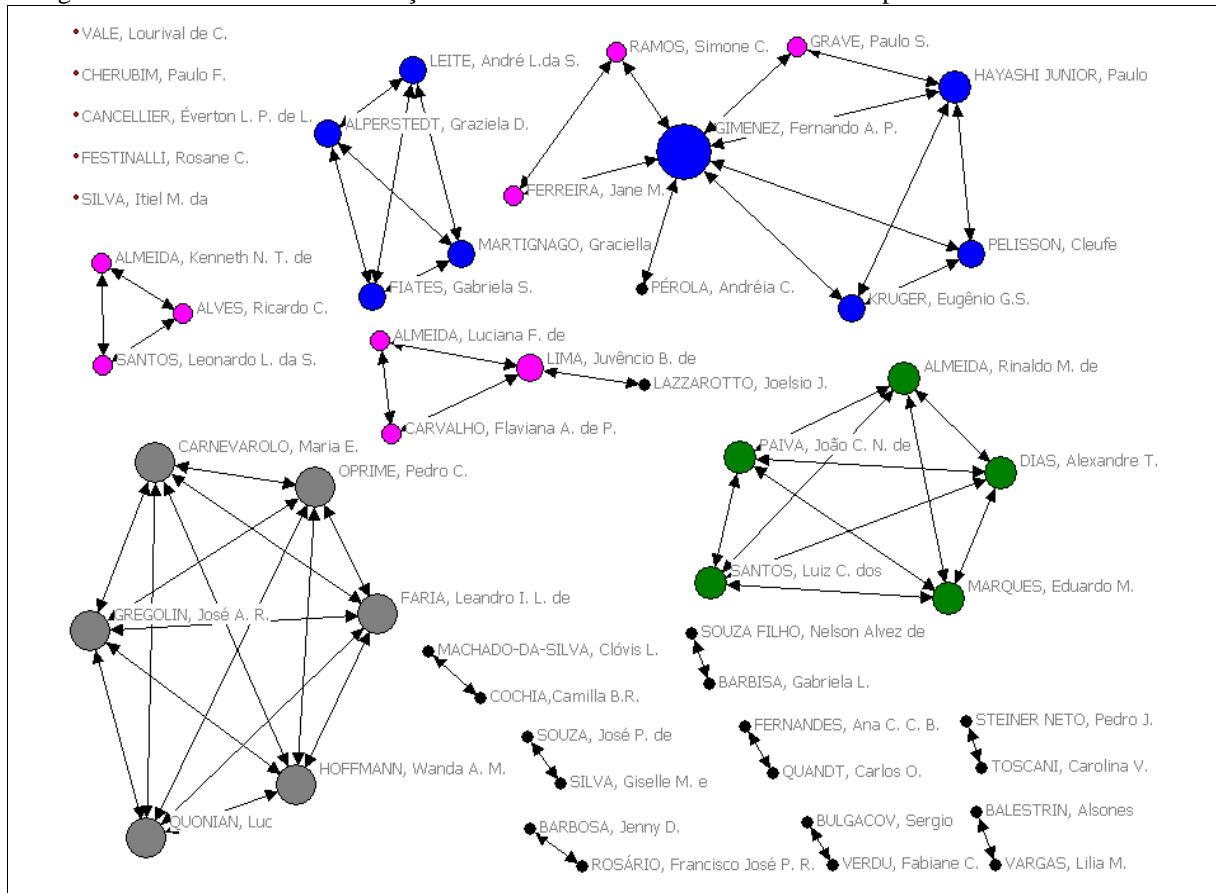 VALE, Lourival de C.
CHERUBIM, Paulo F.
CANCELLIER, Éverton L. P. de L.
FESTINALLI, Rosane C.
SILVA, Itiel M. da
LEITE, André L.da S.
ALPERSTEDT, Graziela D.
MARTIGNAGO, Graciella
FIATES, Gabriela S.
RAMOS, Simone C.
GRAVE, Paulo S.
HAYASHI JUNIOR, Paulo
GIMENEZ, Fernando A. P.
FERREIRA, Jane M.
PELISSON, Cleufe
PÉROLA, Andréia C.
KRUGER, Eugênio G.S.
ALMEIDA, Kenneth N. T. de
ALVES, Ricardo C.
SANTOS, Leonardo L. da S.
ALMEIDA, Luciana F. de
LIMA, Juvêncio B. de
LAZZAROTTO, Joelsio J.
CARVALHO, Flaviana A. de P.
ALMEIDA, Rinaldo M. de
PAIVA, João C. N. de
DIAS, Alexandre T.
SANTOS, Luiz C. dos
MARQUES, Eduardo M.
CARNEVAROLO, Maria E.
OPRIME, Pedro C.
FARIA, Leandro I. L. de
GREGOLIN, José A. R.
HOFFMANN, Wanda A. M.
QUONIAN, Luc
MACHADO-DA-SILVA, Clóvis L.
COCHIA,Camilla B.R.
SOUZA FILHO, Nelson Alvez de
BARBISA, Gabriela L.
SOUZA, José P. de
SILVA, Giselle M. e
FERNANDES, Ana C. C. B.
QUANDT, Carlos O.
STEINER NETO, Pedro J.
TOSCANI, Carolina V.
BARBOSA, Jenny D.
ROSÁRIO, Francisco José P. R.
BULGACOV, Sergio
VERDU, Fabiane C.
BALESTRIN, Alsones
VARGAS, Lilia M.